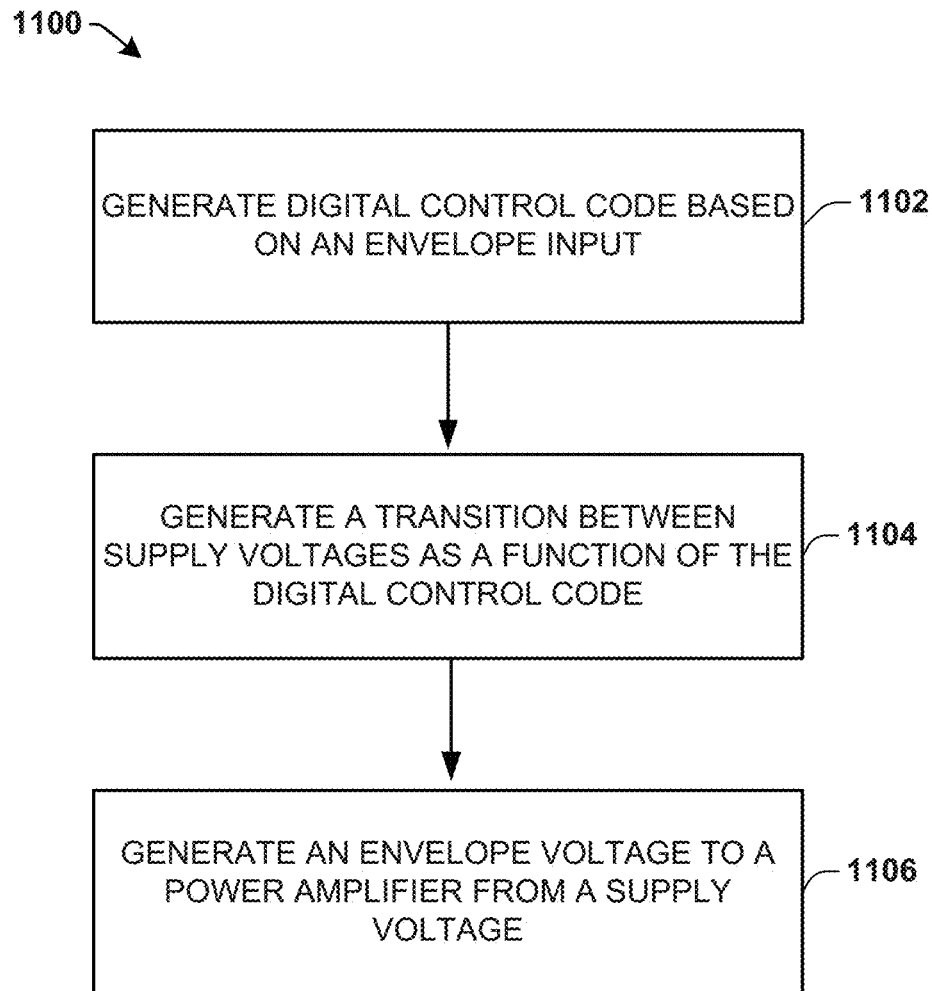 1100
GENERATE DIGITAL CONTROL CODE BASED
ON AN ENVELOPE INPUT
1102
GENERATE A TRANSITION BETWEEN
SUPPLY VOLTAGES AS A FUNCTION OF THE
DIGITAL CONTROL CODE
1104
GENERATE AN ENVELOPE VOLTAGE TO A
POWER AMPLIFIER FROM A SUPPLY
VOLTAGE
1106